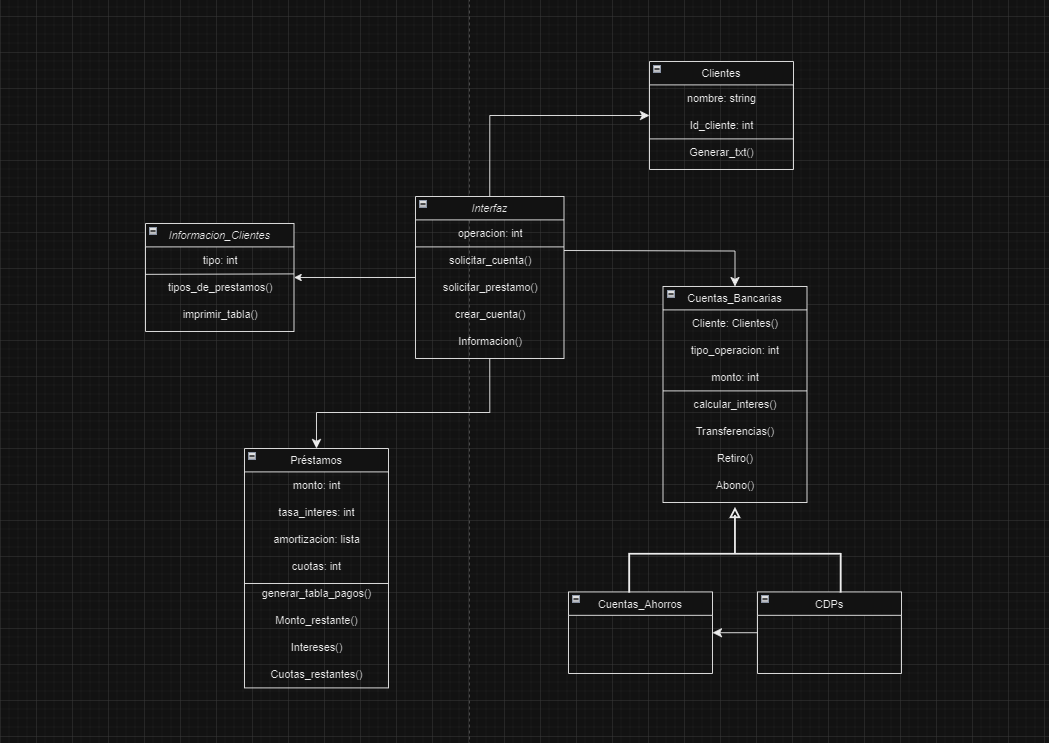 Clientes
nombre: string
Id_cliente: int
Generar_txt()
Interfaz
operacion: int
solicitar_cuenta()
solicitar_prestamo()
crear_cuenta()
Informacion()
Informacion_Clientes
tipo: int
tipos_de_prestamos()
imprimir_tabla()
Cuentas_Bancarias
Cliente: Clientes()
tipo_operacion: int
monto: int
calcular_interes()
Transferencias()
Retiro()
Abono()
Préstamos
monto: int
tasa_interes: int
amortizacion: lista
cuotas: int
generar_tabla_pagos()
Monto_restante()
Intereses()
Cuotas_restantes()
Cuentas_Ahorros
CDPs